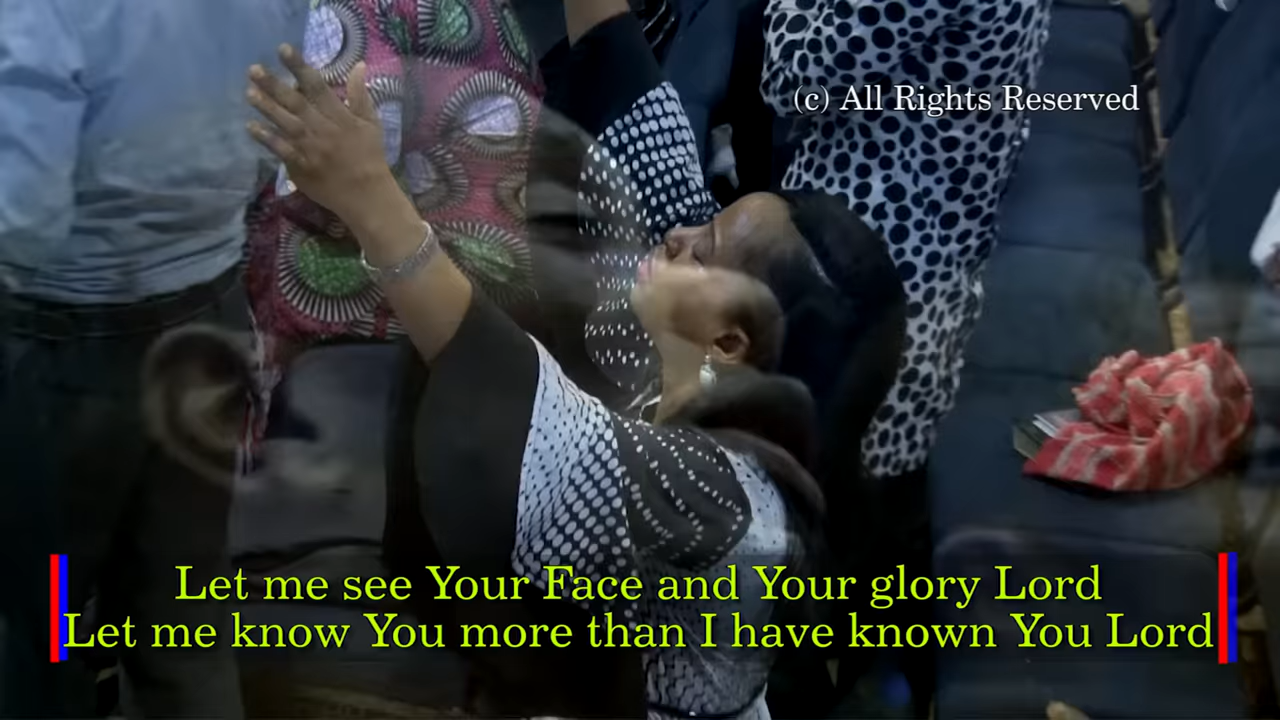 (c) All Rights Reserved
Let me see Your Face and Your glory Lord
Let me know You more than I have known You Lord